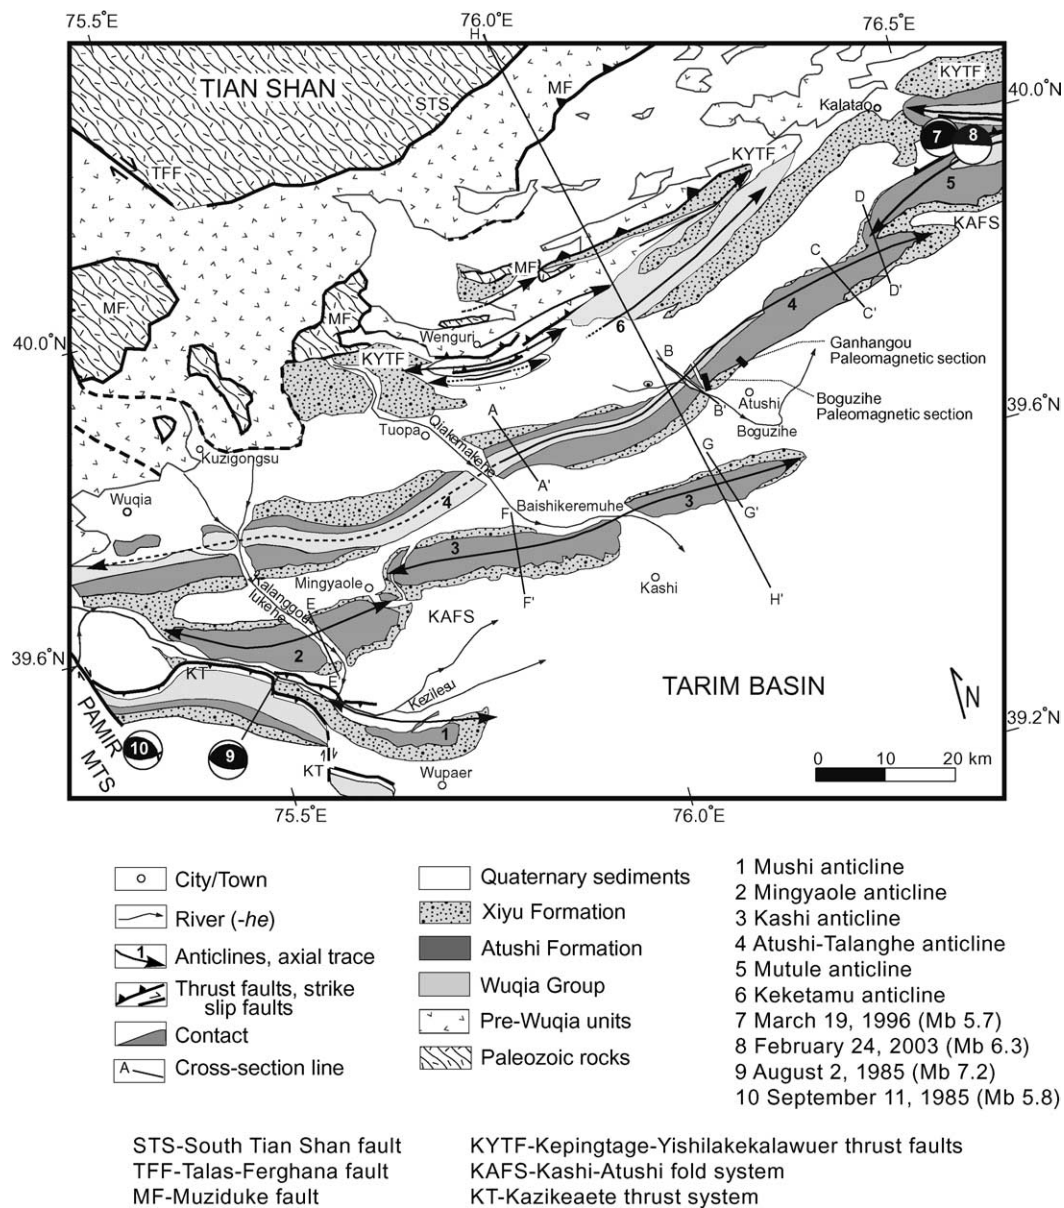 75.5°E
76.0°E
76.5°E
H
TIAN SHAN
STS
MF
KYTF
Kalatao
40.0°N
TFF
7
8
KYTF
5
D
KAFS
MF
MF
C
MF
4
D'
C'
Wenguri
6
40.0°N
KYTF
B
Ganhangou
Paleomagnetic section
Atushi
B'
Boguzihe
Paleomagnetic section
39.6°N
A
Qiakemakehe
Tuopa
Boguzihe
Kuzigongsu
G
Wuqia
A'
4
Baishikeremuhe
3
F
G'
3
Mingyaole
Kashi
Kalanggou
lukehe
E
F'
H'
KAFS
2
39.6°N
E'
KT
TARIM BASIN
N
Kezilesu
PAMIR
MTS
39.2°N
1
10
9
KT
Wupaer
0 10 20 km
75.5°E
76.0°E
City/Town
River (-he)
1
Anticlines, axial trace
Thrust faults, strike
slip faults
Contact
A
Cross-section line
Quaternary sediments
Xiyu Formation
Atushi Formation
Wuqia Group
Pre-Wuqia units
Paleozoic rocks
1 Mushi anticline
2 Mingyaole anticline
3 Kashi anticline
4 Atushi-Talanghe anticline
5 Mutule anticline
6 Keketamu anticline
7 March 19, 1996 (Mb 5.7)
8 February 24, 2003 (Mb 6.3)
9 August 2, 1985 (Mb 7.2)
10 September 11, 1985 (Mb 5.8)
STS-South Tian Shan fault
TFF-Talas-Ferghana fault
MF-Muziduke fault
KYTF-Kepingtage-Yishilakekalawuer thrust faults
KAFS-Kashi-Atushi fold system
KT-Kazikeaete thrust system